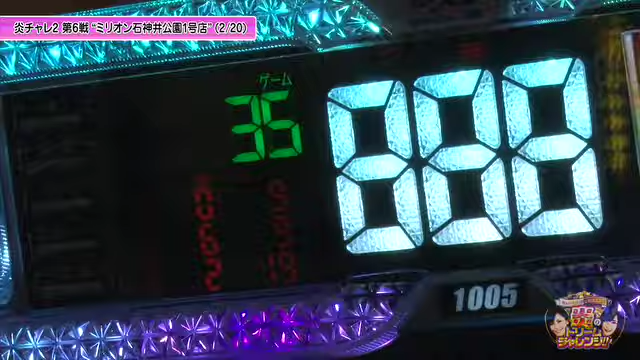 炎チャレ2 第6戦 "ミリオン石神井公園1号店" (2/20)
ゲーム
36
888
1005
炎の
ドリーム
チャレンジ!!